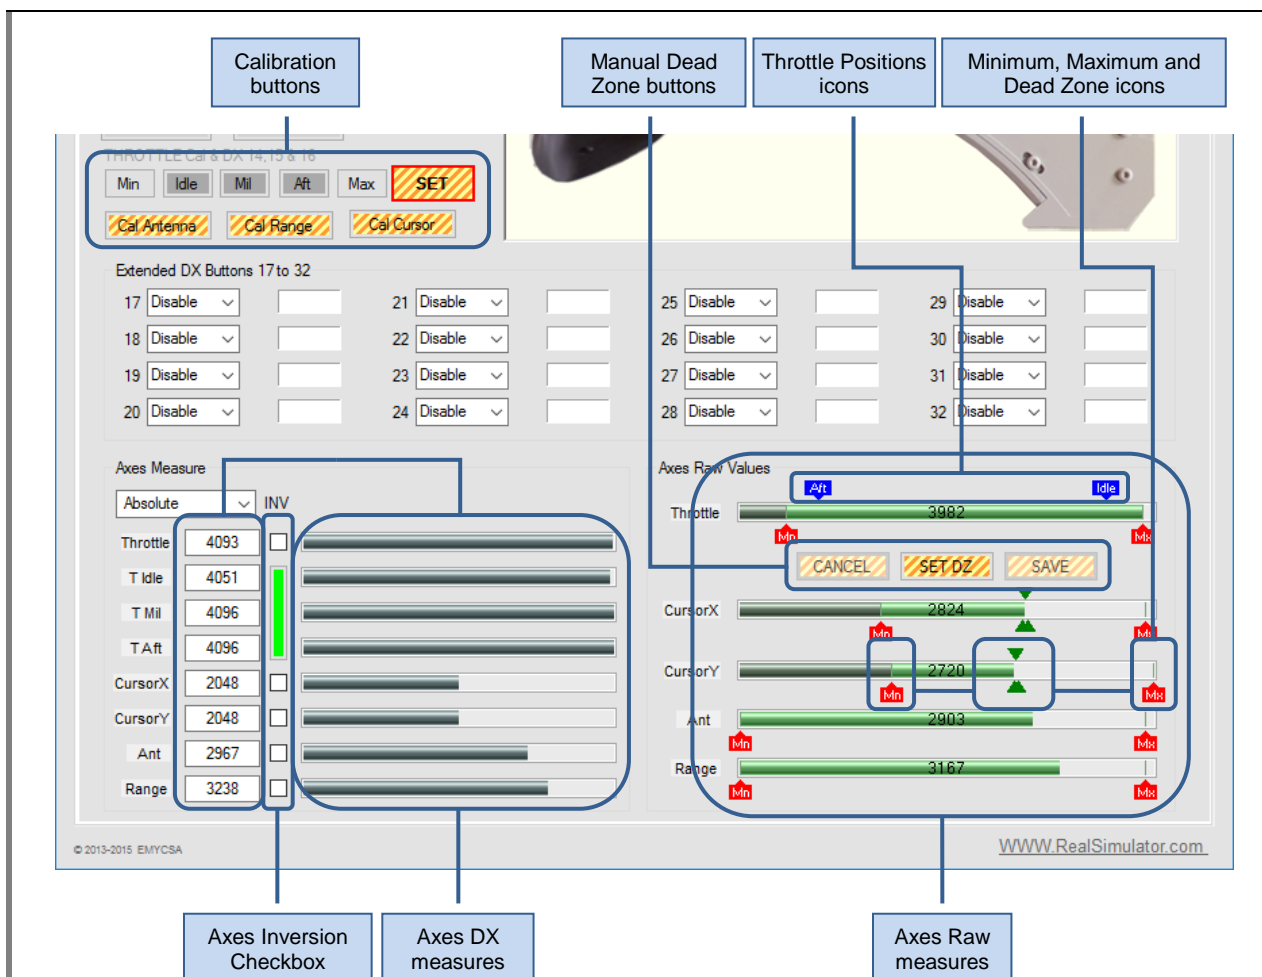 Calibration
buttons
Manual Dead
Zone buttons
Throttle Positions
icons
Minimum, Maximum and
Dead Zone icons
THROTTLE Cal & DX 14,15 & 16
Min Idle Mil Aft Max SET
Cal Antenna Cal Range Cal Cursor
Extended DX Buttons 17 to 32
17 Disable 21 Disable 25 Disable 29 Disable
18 Disable 22 Disable 26 Disable 30 Disable
19 Disable 23 Disable 27 Disable 31 Disable
20 Disable 24 Disable 28 Disable 32 Disable
Axes Measure
Absolute INV
Throttle 4093
T Idle 4051
T Mil 4096
T Aft 4096
CursorX 2048
CursorY 2048
Ant 2967
Range 3238
Axes Raw Values
Aft Idle
Throttle 3982
Mn Mx
CANCEL SET DZ SAVE
CursorX 2824
Mn Mx
CursorY 2720
Mn Mx
Ant 2903
Mn Mx
Range 3167
Mn Mx
© 2013-2015 EMYCSA
WWW.RealSimulator.com
Axes Inversion
Checkbox
Axes DX
measures
Axes Raw
measures